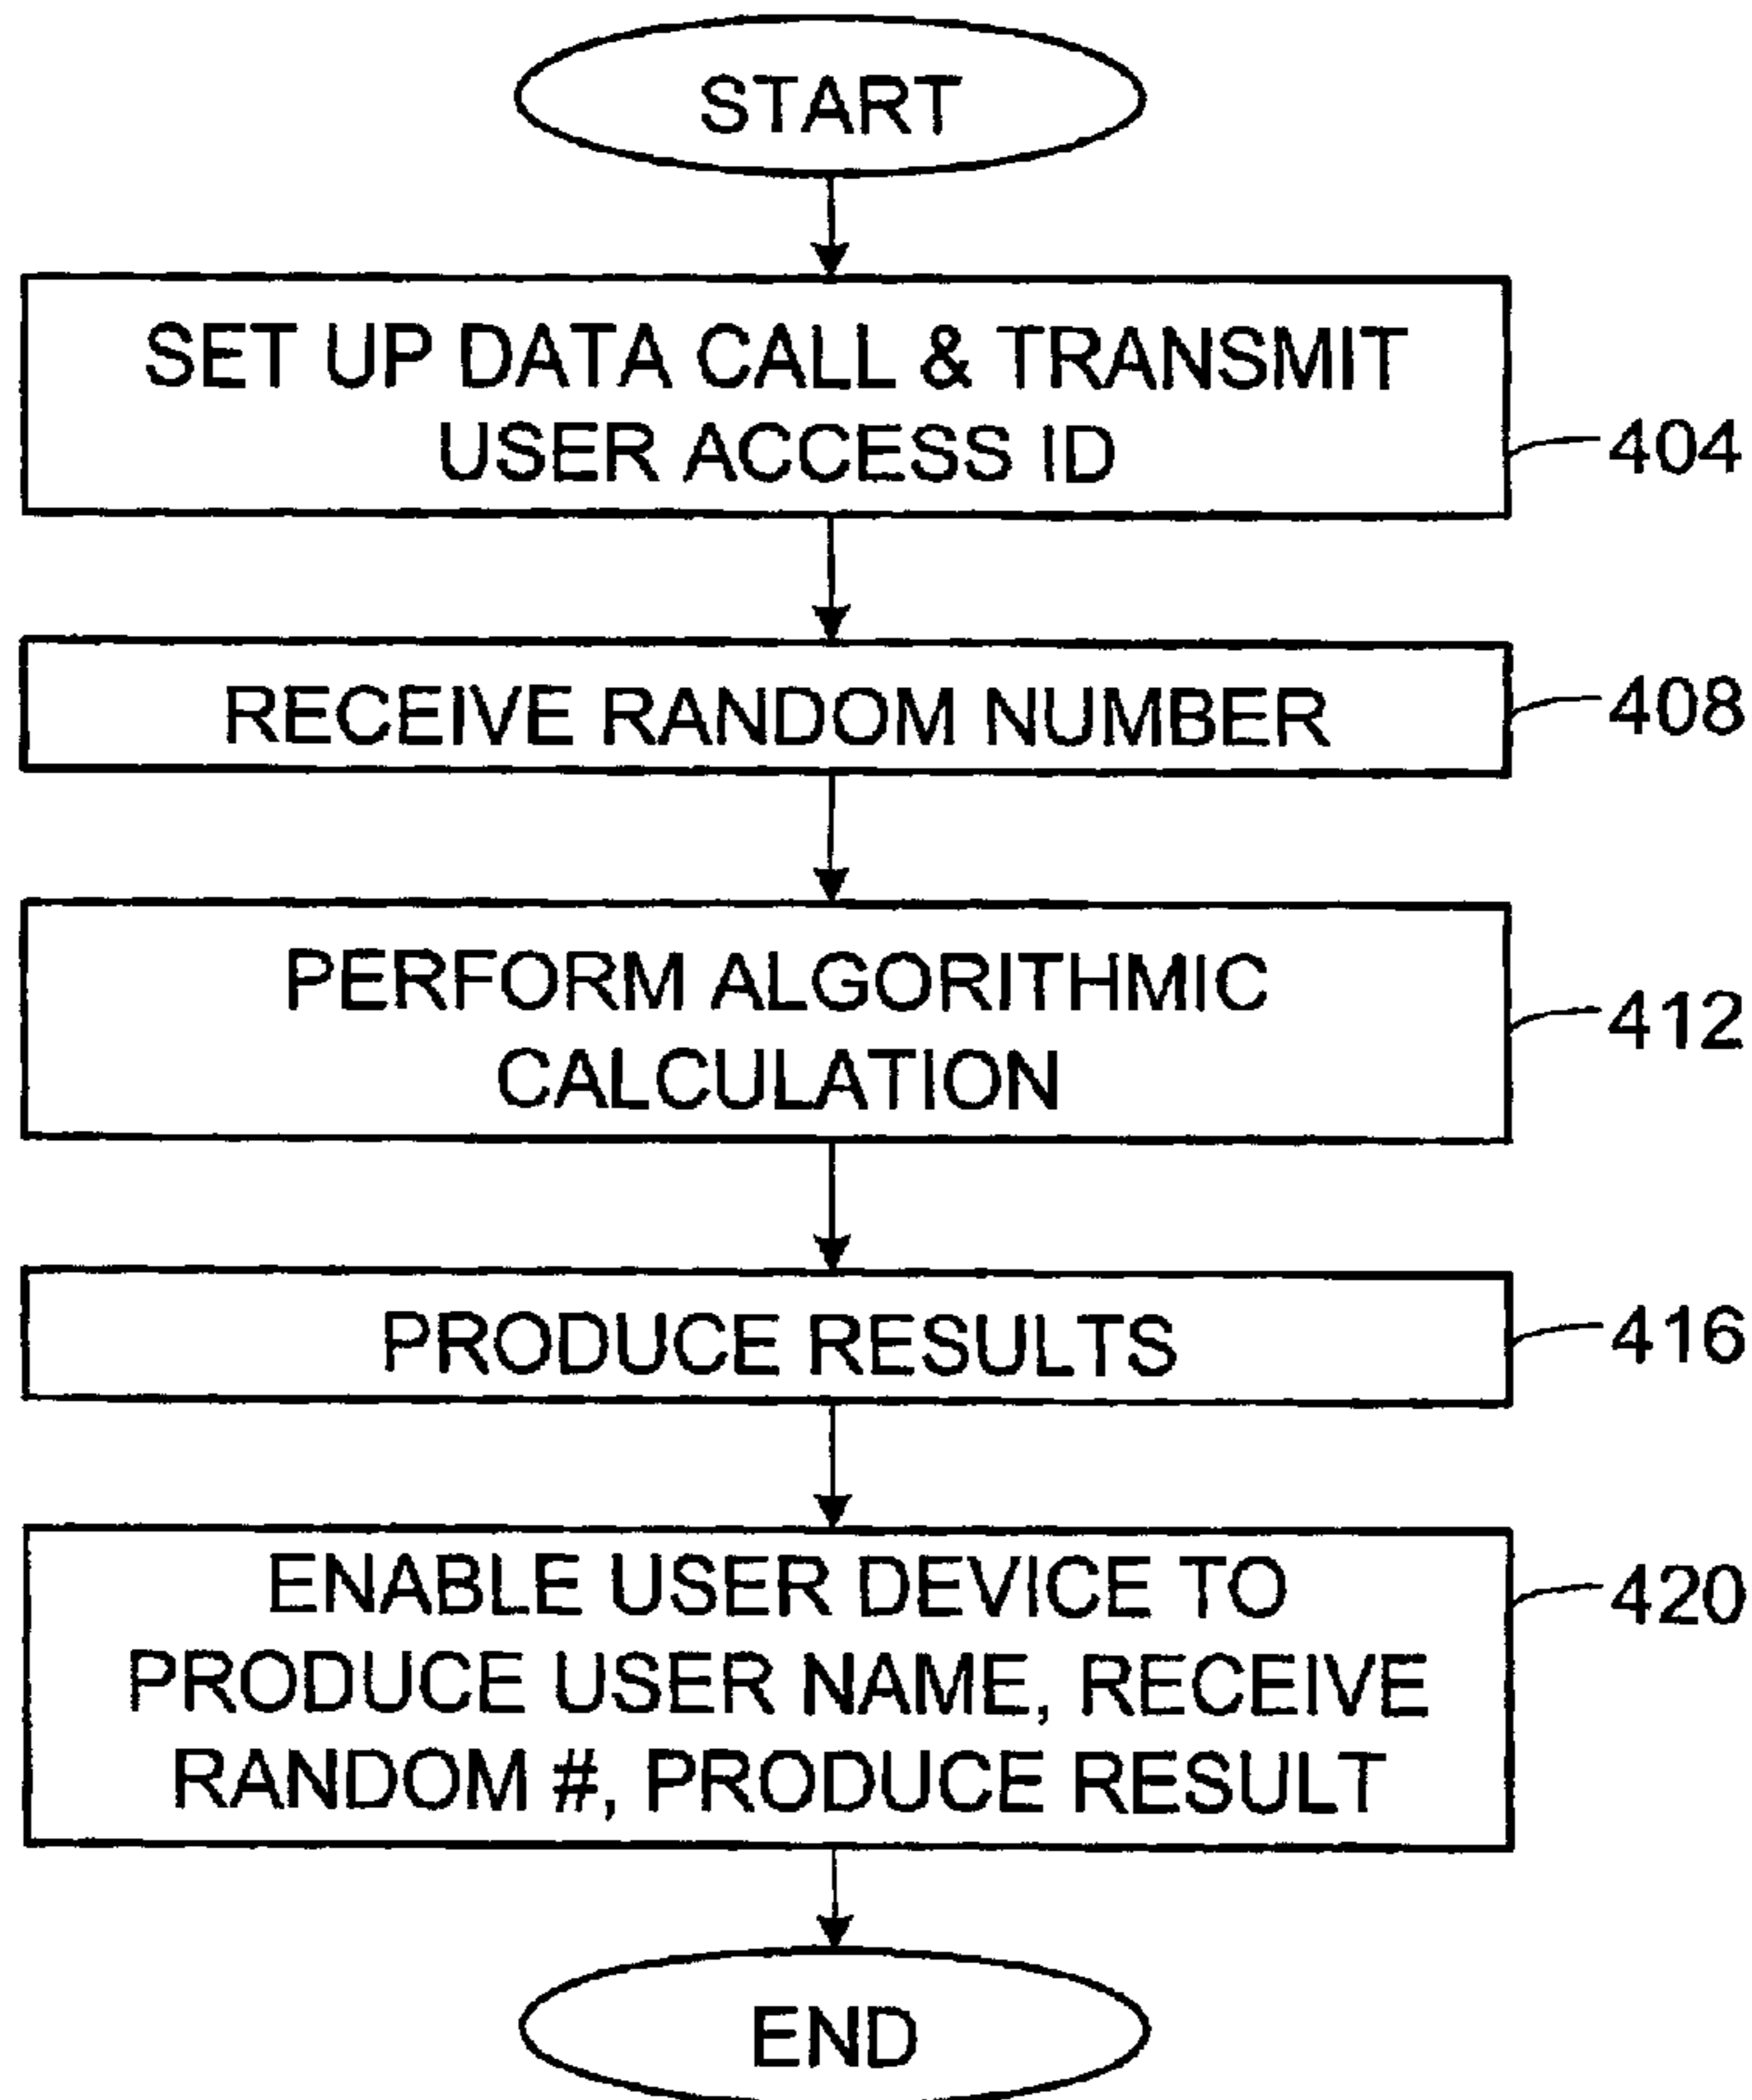 START
SET UP DATA CALL & TRANSMIT
USER ACCESS ID
404
RECEIVE RANDOM NUMBER
408
PERFORM ALGORITHMIC
CALCULATION
412
PRODUCE RESULTS
416
ENABLE USER DEVICE TO
PRODUCE USER NAME, RECEIVE
RANDOM #, PRODUCE RESULT
420
END